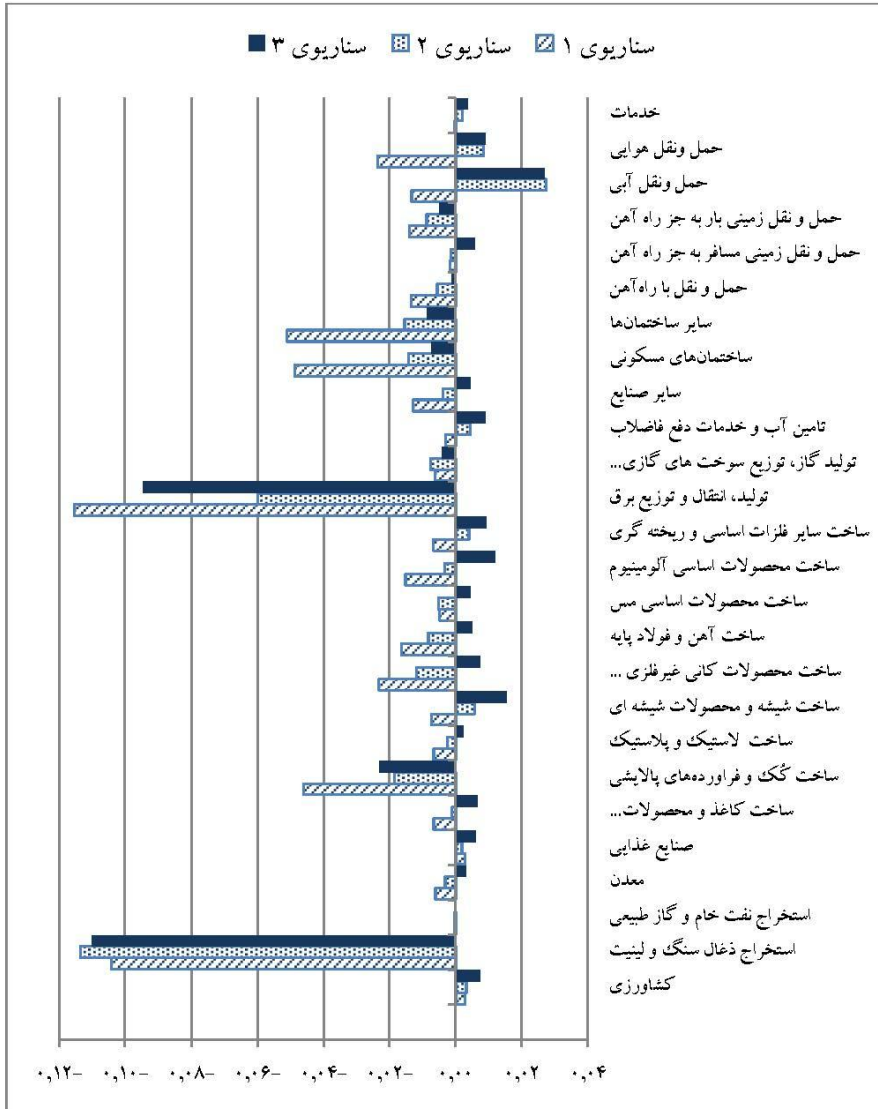 سناریوی ۱ سناریوی ۲ سناریوی ۳
خدمات
حمل ونقل هوایی
حمل ونقل آبی
حمل و نقل زمینی بار به جز راه آهن
حمل و نقل زمینی مسافر به جز راه آهن
حمل و نقل با راه‌آهن
سایر ساختمان‌ها
ساختمان‌های مسکونی
سایر صنایع
تامین آب و خدمات دفع فاضلاب
تولید گاز، توزیع سوخت های گازی...
تولید، انتقال و توزیع برق
ساخت سایر فلزات اساسی و ریخته گری
ساخت محصولات اساسی آلومینیوم
ساخت محصولات اساسی مس
ساخت آهن و فولاد پایه
ساخت محصولات کانی غیرفلزی ...
ساخت شیشه و محصولات شیشه ای
ساخت لاستیک و پلاستیک
ساخت کُک و فراورده‌های پالایشی
ساخت کاغذ و محصولات...
صنایع غذایی
معدن
استخراج نفت خام و گاز طبیعی
استخراج ذغال سنگ و لینیت
کشاورزی
۰,۱۲- ۰,۱۰- ۰,۰۸- ۰,۰۶- ۰,۰۴- ۰,۰۲- ۰,۰۰ ۰,۰۲ ۰,۰۴